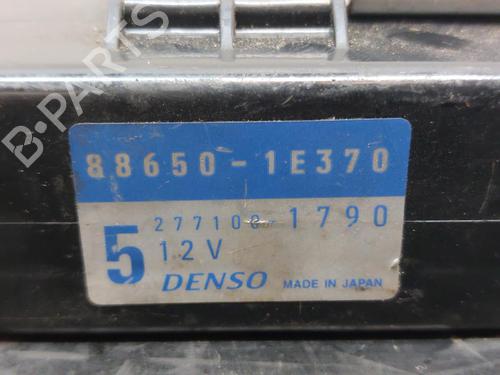 B-PARTS
88650-1E370
5
277100-1790
12V
DENSO MADE IN JAPAN